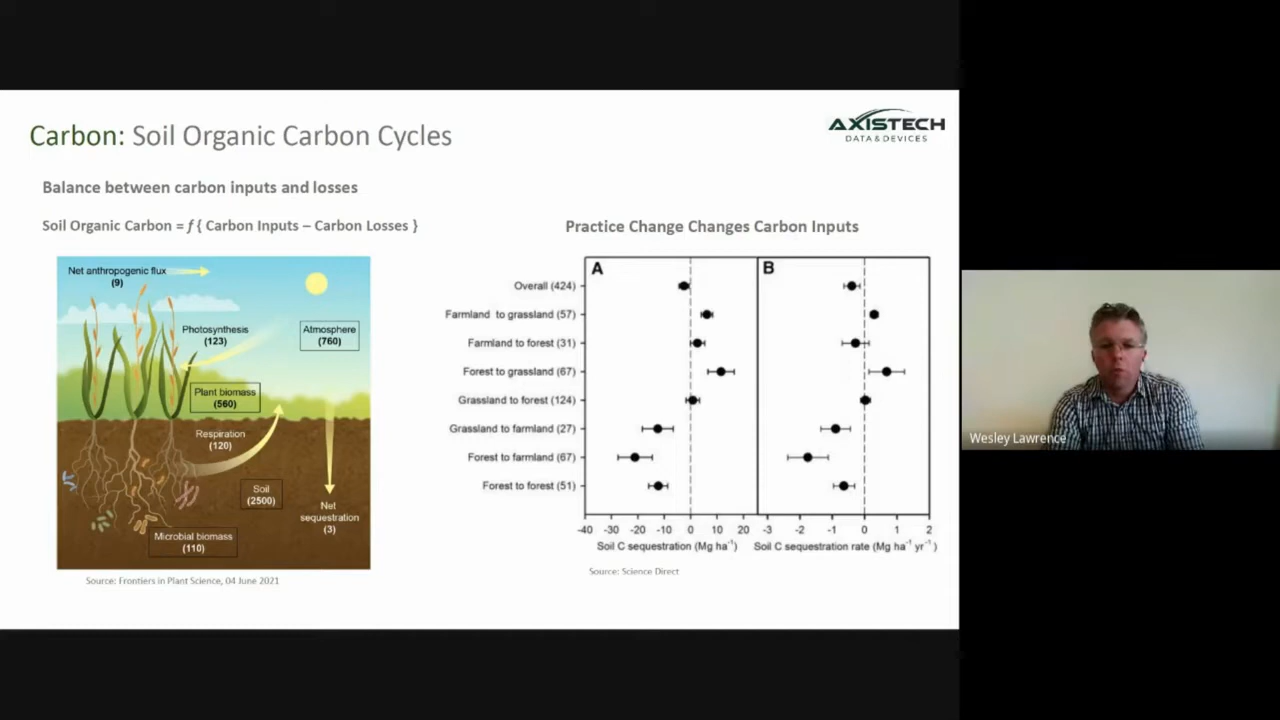 Carbon: Soil Organic Carbon Cycles
AXISTECH
DATA & DEVICES
Balance between carbon inputs and losses
Soil Organic Carbon = f { Carbon Inputs – Carbon Losses }
Net anthropogenic flux
(9)
Photosynthesis
(123)
Atmosphere
(760)
Plant biomass
(560)
Respiration
(120)
Soil
(2500)
Net
sequestration
(3)
Microbial biomass
(110)
Source: Frontiers in Plant Science, 04 June 2021
Practice Change Changes Carbon Inputs
A
B
Overall (424)
Farmland to grassland (57)
Farmland to forest (31)
Forest to grassland (67)
Grassland to forest (124)
Grassland to farmland (27)
Forest to farmland (67)
Forest to forest (51)
-40 -30 -20 -10 0 10 20
-3 -2 -1 0 1 2
Soil C sequestration (Mg ha⁻¹)
Soil C sequestration rate (Mg ha⁻¹ yr⁻¹)
Source: Science Direct
Wesley Lawrence